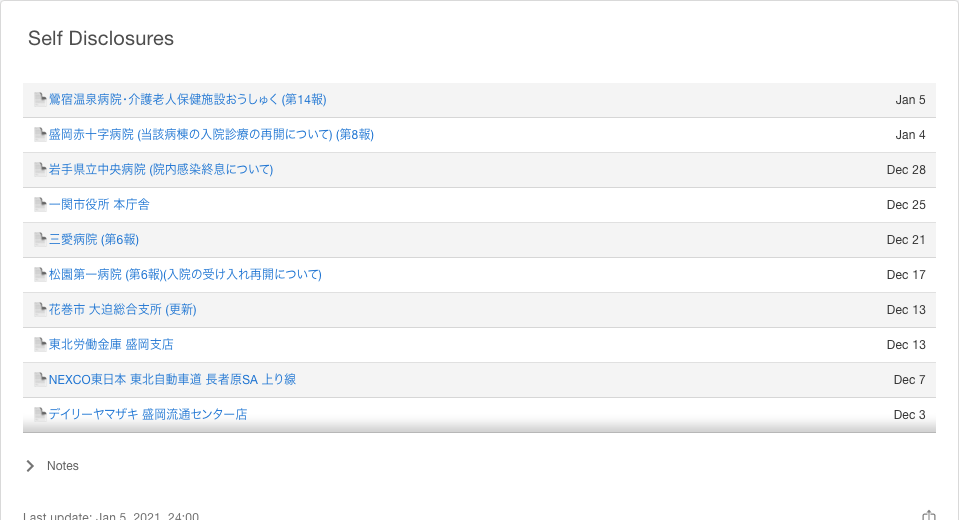 Self Disclosures
鶯宿温泉病院・介護老人保健施設おうしゅく (第14報) Jan 5
盛岡赤十字病院 (当該病棟の入院診療の再開について) (第8報) Jan 4
岩手県立中央病院 (院内感染終息について) Dec 28
一関市役所 本庁舎 Dec 25
三愛病院 (第6報) Dec 21
松園第一病院 (第6報)(入院の受け入れ再開について) Dec 17
花巻市 大迫総合支所 (更新) Dec 13
東北労働金庫 盛岡支店 Dec 13
NEXCO東日本 東北自動車道 長者原SA 上り線 Dec 7
デイリーヤマザキ 盛岡流通センター店 Dec 3
Notes
Last update: Jan 5, 2021, 24:00